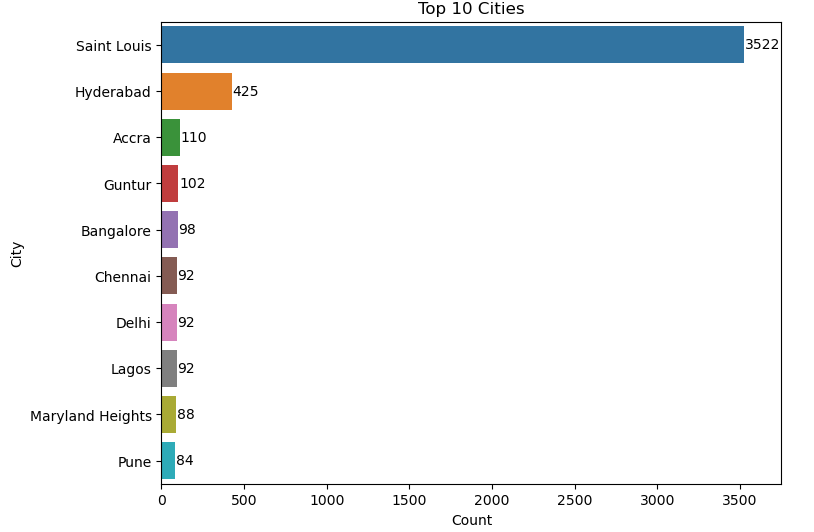 Top 10 Cities
Saint Louis 3522
Hyderabad 425
Accra 110
Guntur 102
Bangalore 98
Chennai 92
Delhi 92
Lagos 92
Maryland Heights 88
Pune 84
City
0 500 1000 1500 2000 2500 3000 3500
Count